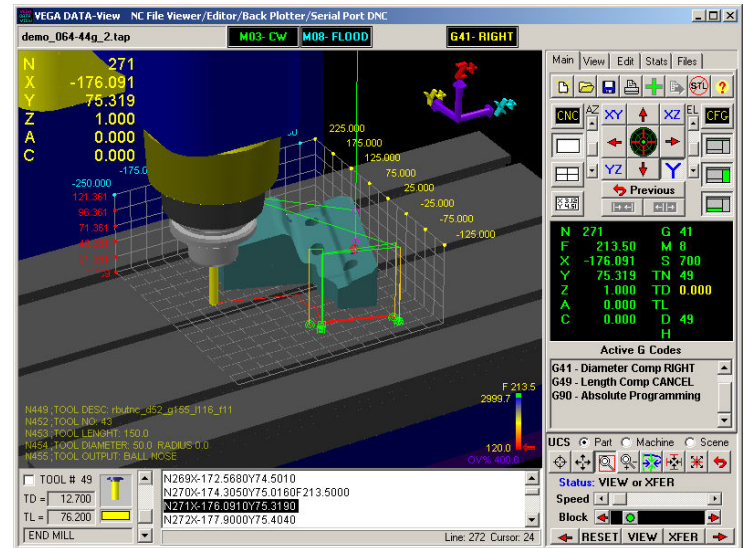 VEGA DATA-View NC File Viewer/Editor/Back Plotter/Serial Port DNC
demo_064-44g_2.tap
M03- CW
M08- FLOOD
G41- RIGHT
Main View Edit Stats Files
N 271
X -176.091
Y 75.319
Z 1.000
A 0.000
C 0.000
-175.0
-250.000
121.361
96.361
71.361
225.000
175.000
125.000
75.000
25.000
-25.000
-75.000
-125.000
STL ?
CNC AZ XY XZ EL CFG
YZ Y
Previous
N 271 G 41
F 213.50 M 8
X -176.091 S 700
Y 75.319 TN 49
Z 1.000 TD 0.000
A 0.000 TL
C 0.000 D 49
H
Active G Codes
G41 - Diameter Comp RIGHT
G49 - Length Comp CANCEL
G90 - Absolute Programming
F 213.5
2999.7
120.0
OV% 400.0
N449 ;TOOL DESC: rbutnc_d52_g155_l116_f11
N452 ;TOOL NO: 43
N453 ;TOOL LENGHT: 150.0
N454 ;TOOL DIAMETER: 50.0 RADIUS 0.0
N455 ;TOOL OUTPUT: BALL NOSE
UCS Part Machine Scene
Status: VIEW or XFER
Speed
Block
RESET VIEW XFER
TOOL # 49
TD = 12.700
TL = 76.200
END MILL
N269X-172.5680Y74.5010
N270X-174.3050Y75.0160F213.5000
N271X-176.0910Y75.3190
N272X-177.9000Y75.4040
Line: 272 Cursor: 24